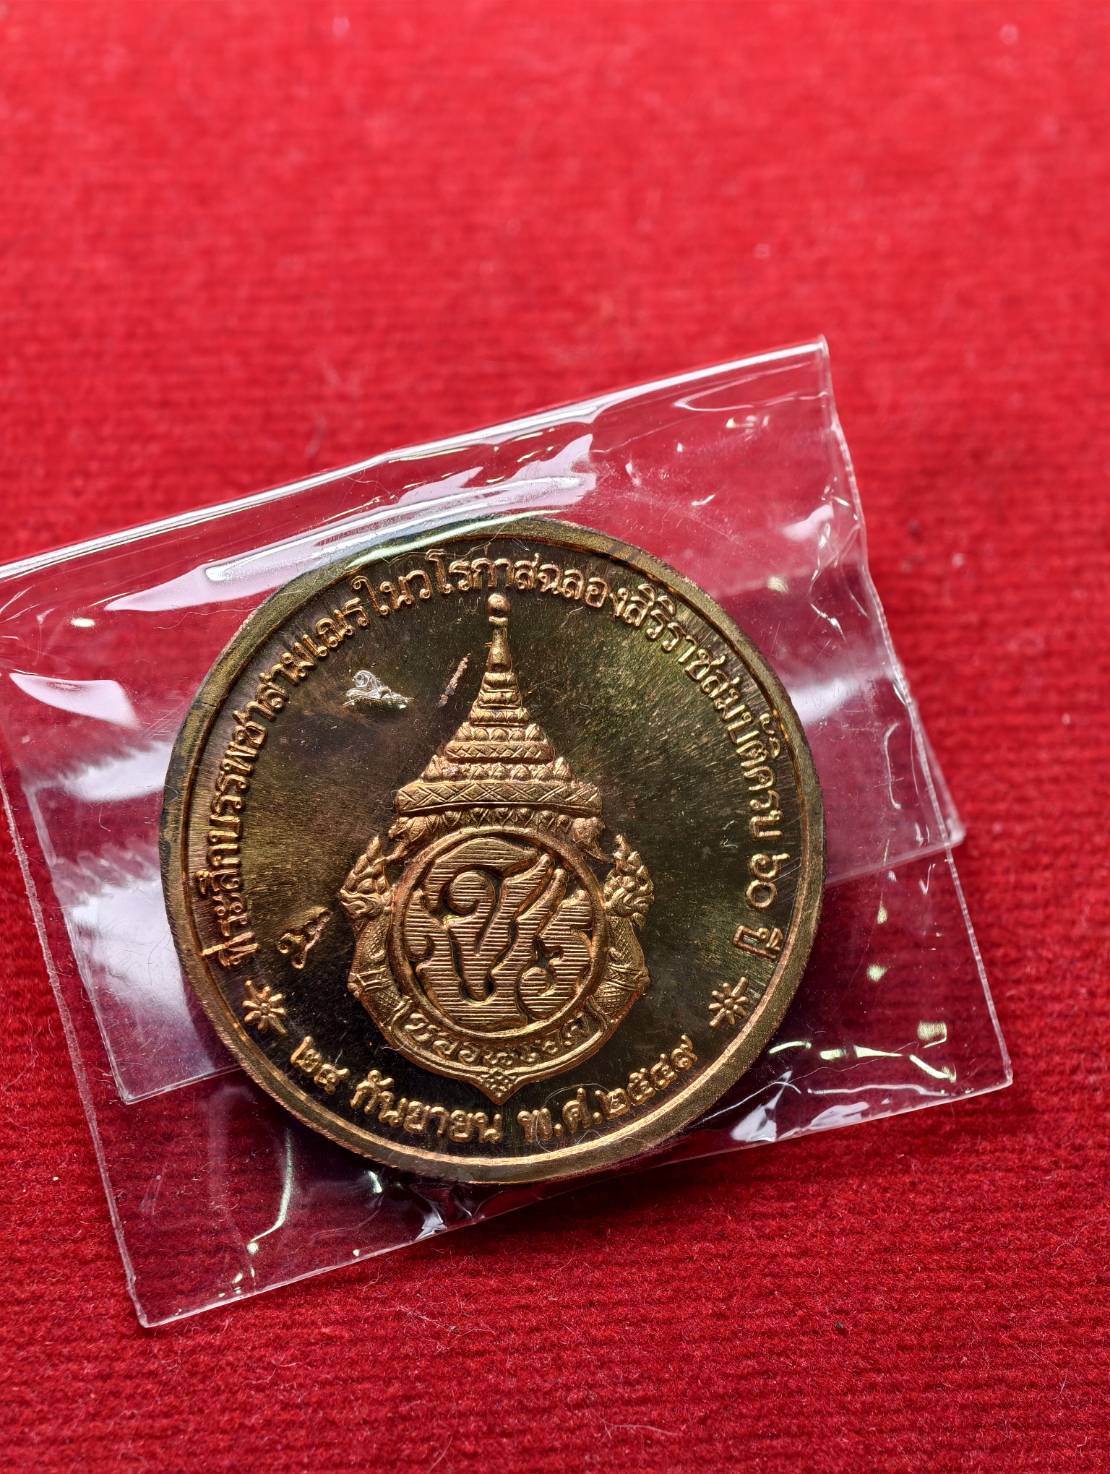 ที่ระลึกบรรพชาสามเณรในวโรกาสฉลองสิริราชสมบัติครบ ๖๐ ปี
๒๔ กันยายน พ.ศ.๒๕๔๙